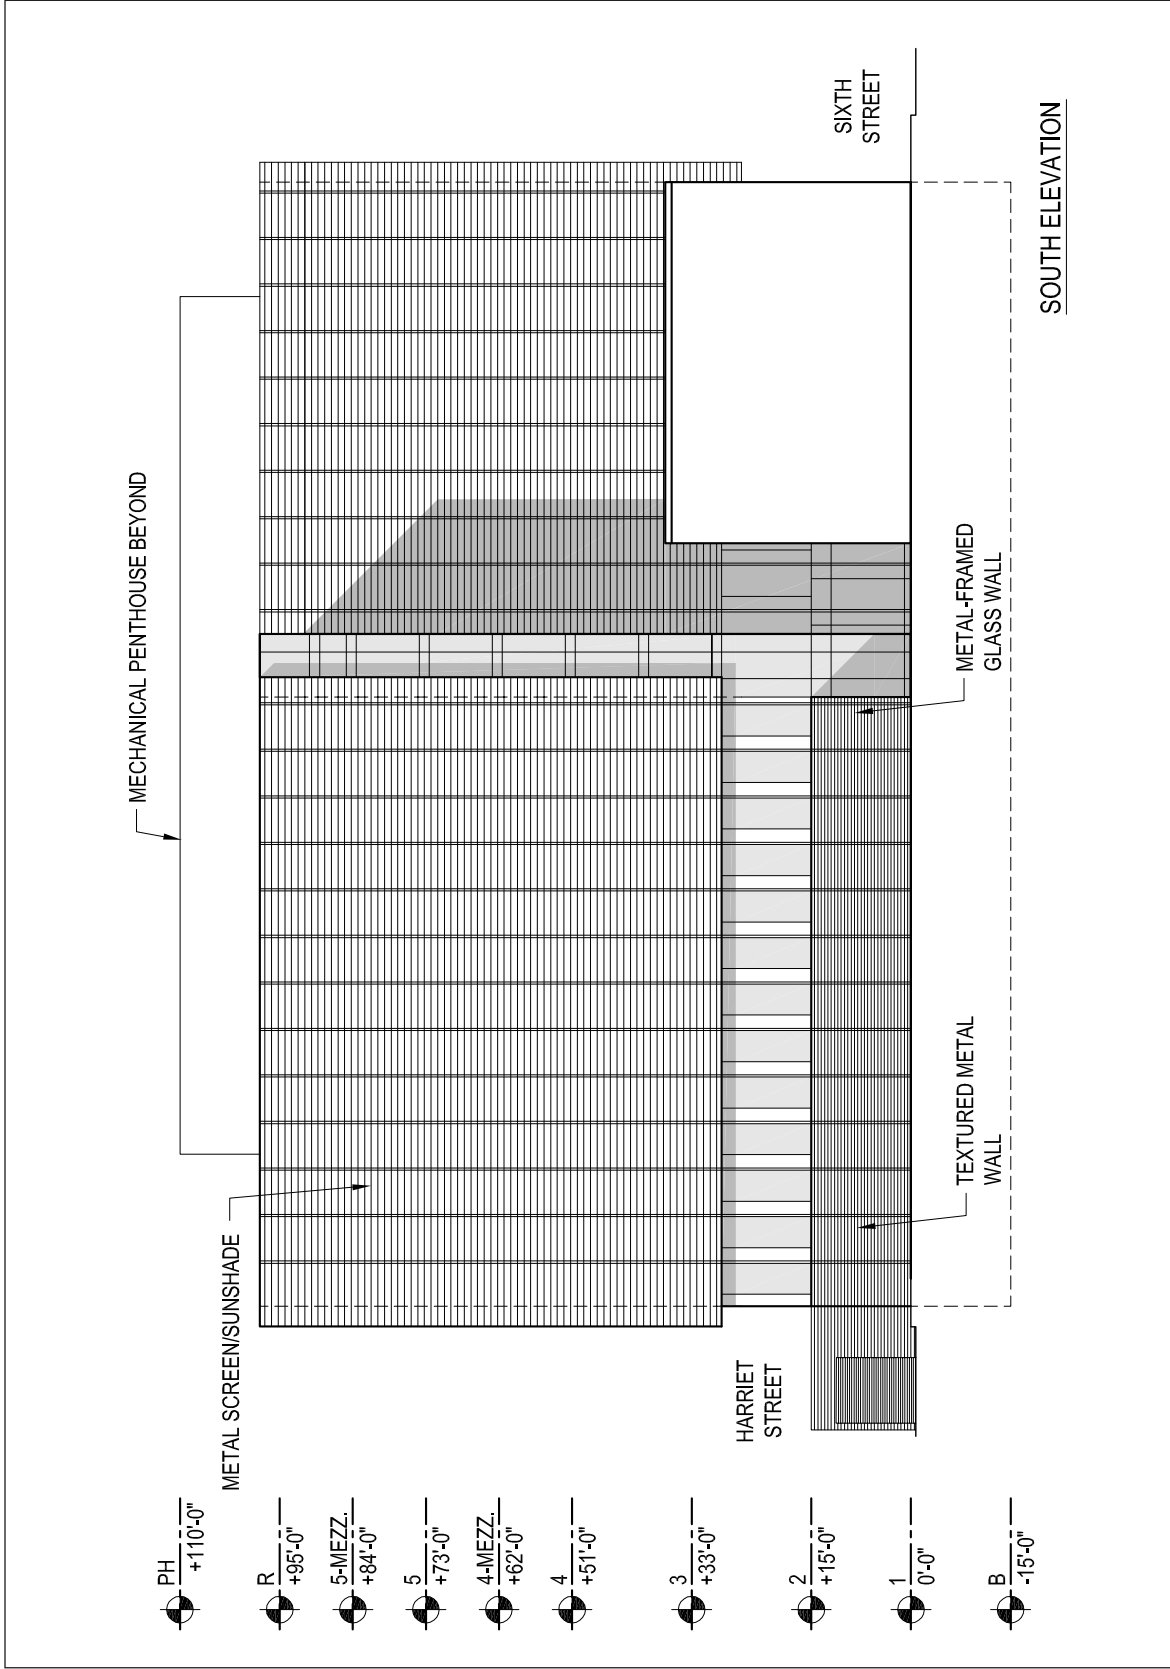 MECHANICAL PENTHOUSE BEYOND
METAL SCREEN/SUNSHADE
PH
+110'-0"
R
+95'-0"
5-MEZZ.
+84'-0"
5
+73'-0"
4-MEZZ.
+62'-0"
4
+51'-0"
3
+33'-0"
2
+15'-0"
1
0'-0"
B
-15'-0"
HARRIET
STREET
SIXTH
STREET
TEXTURED METAL
WALL
METAL-FRAMED
GLASS WALL
SOUTH ELEVATION